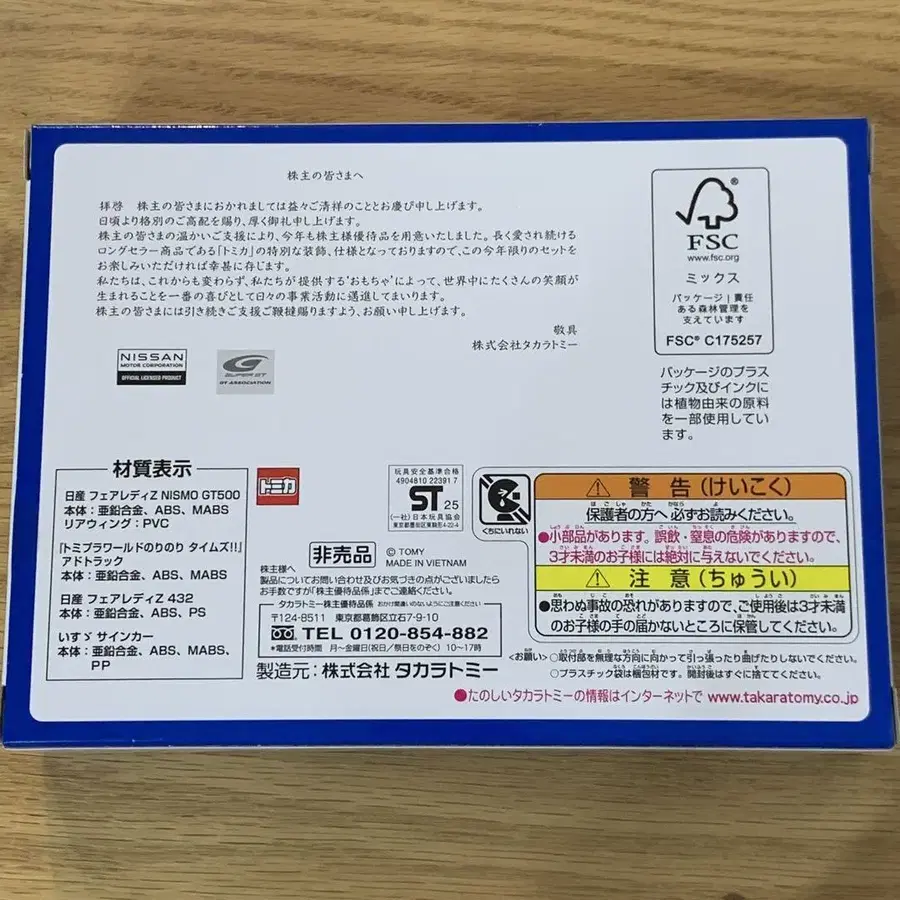 株主の皆さまへ
拝啓 株主の皆さまにおかれましては益々ご清祥のこととお慶び申し上げます。
日頃より格別のご高配を賜り、厚く御礼申し上げます。
株主の皆さまの温かいご支援により、今年も株主様優待品を用意いたしました。長く愛され続ける
ロングセラー商品である「トミカ」の特別な装飾、仕様となっておりますので、この今年限りのセットを
お楽しみいただければ幸甚に存じます。
私たちは、これからも変わらず、私たちが提供する"おもちゃ"によって、世界中にたくさんの笑顔が
生まれることを一番の喜びとして日々の事業活動に邁進してまいります。
株主の皆さまには引き続きご支援ご鞭撻賜りますよう、お願い申し上げます。
敬具
株式会社タカラトミー
NISSAN
MOTOR CORPORATION
OFFICIAL LICENSED PRODUCT
SUPER GT
GT ASSOCIATION
FSC
www.fsc.org
ミックス
パッケージ|責任
ある森林管理を
支えています
FSC® C175257
パッケージのプラス
チック及びインクに
は植物由来の原料
を一部使用してい
ます。
材質表示
日産 フェアレディZ NISMO GT500
本体:亜鉛合金、ABS、MABS
リアウィング:PVC
『トミプラワールドのりのり タイムズ!!』
アドトラック
本体:亜鉛合金、ABS、MABS
日産 フェアレディZ 432
本体:亜鉛合金、ABS、PS
いすゞ サインカー
本体:亜鉛合金、ABS、MABS、
PP
トミカ
玩具安全基準合格
4904810 22391 7
ST 25
(一社)日本玩具協会
東京都墨田区東駒形4-22-4
くちにいれない
非売品
© TOMY
MADE IN VIETNAM
株主様へ
製品についてお問い合わせ及びお気づきの点がございましたら
お手数ですが「株主優待係」までご連絡ください。
タカラトミー株主優待係 おかけ間違いのないようにご注意ください
〒124-8511 東京都葛飾区立石7-9-10
TEL 0120-854-882
*電話受付時間 月〜金曜日(祝日/祭日をのぞく) 10〜17時
製造元:株式会社 タカラトミー
警告(けいこく)
保護者の方へ 必ずお読みください。
●小部品があります。誤飲・窒息の危険がありますので、
3才未満のお子様には絶対に与えないでください。
注意(ちゅうい)
●思わぬ事故の恐れがありますので、ご使用後は3才未満
のお子様の手の届かないところに保管してください。
<お願い>○取付部を無理な方向に向かって引っ張ったり曲げたりしないでください。
○プラスチック袋は梱包材です。開封後はすぐに捨ててください。
●たのしいタカラトミーの情報はインターネットで www.takaratomy.co.jp